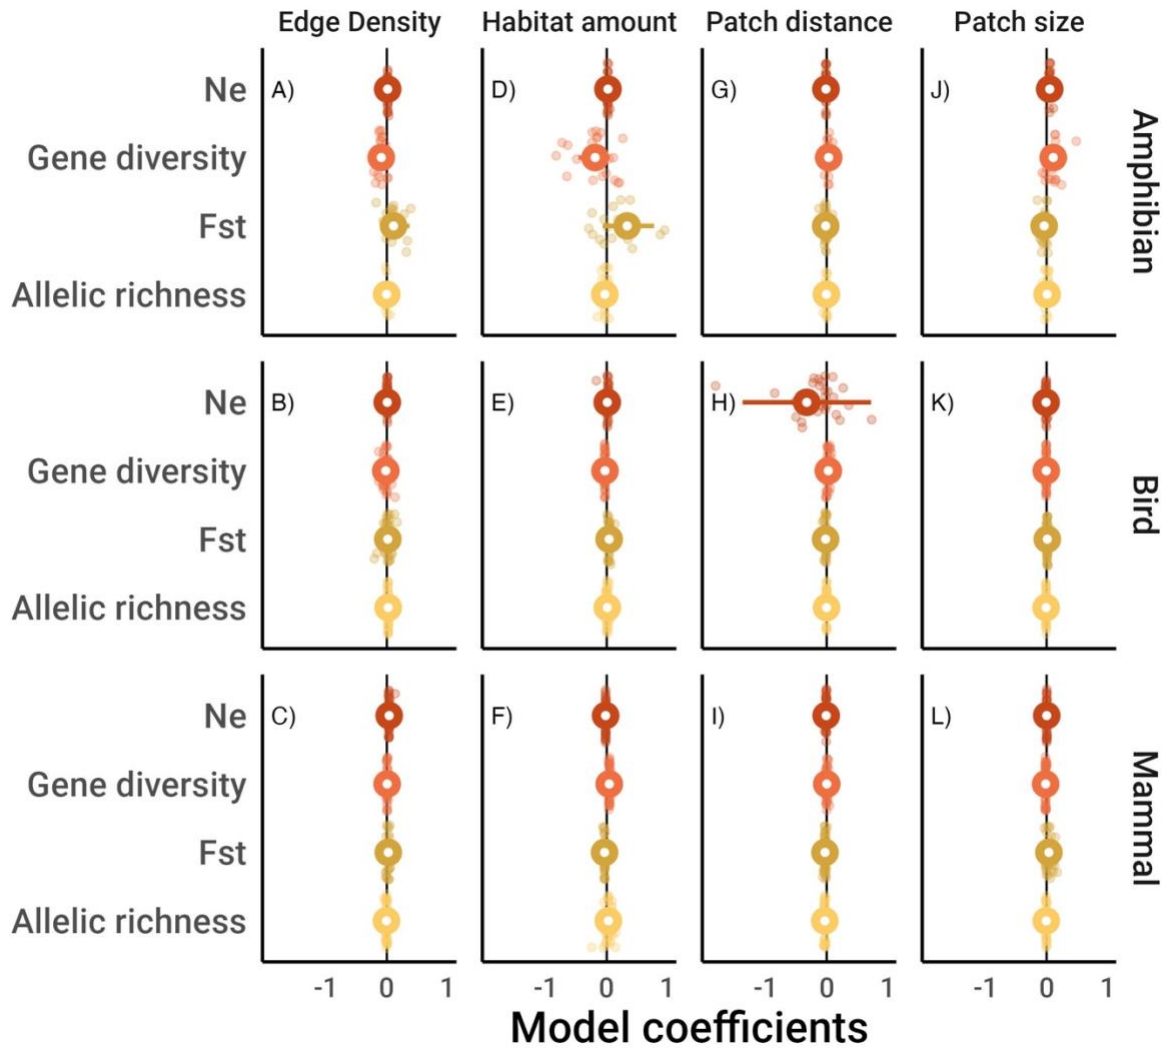 Edge Density Habitat amount Patch distance Patch size
Ne A) D) G) J)
Gene diversity
Fst
Allelic richness
Amphibian
Ne B) E) H) K)
Gene diversity
Fst
Allelic richness
Bird
Ne C) F) I) L)
Gene diversity
Fst
Allelic richness
Mammal
-1 0 1 -1 0 1 -1 0 1 -1 0 1
Model coefficients